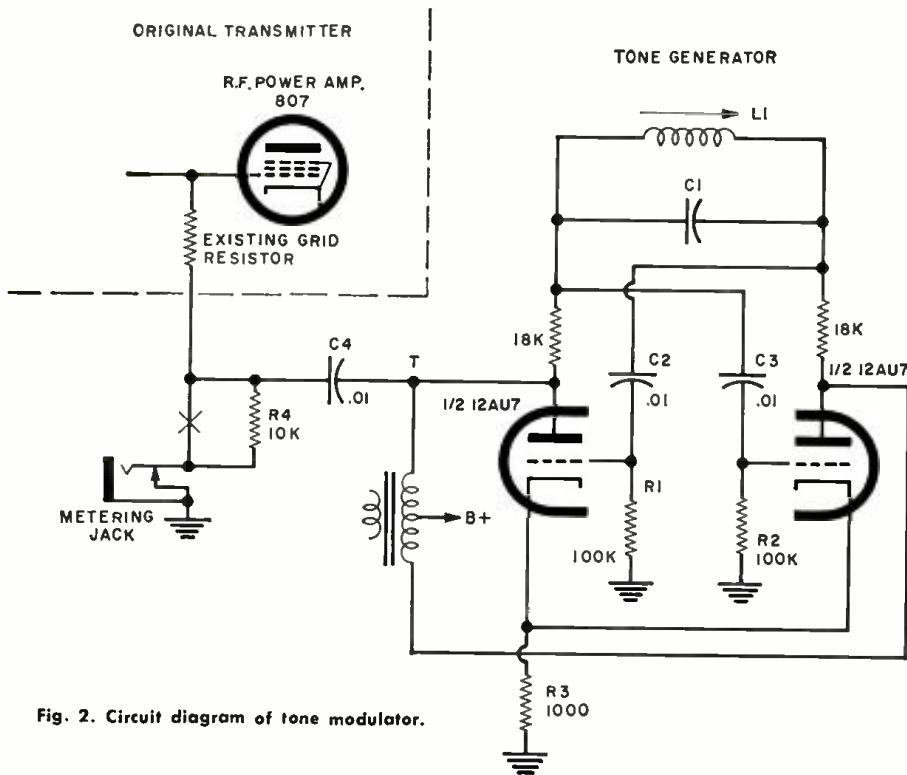 ORIGINAL TRANSMITTER
R.F. POWER AMP.
807
EXISTING GRID
RESISTOR
TONE GENERATOR
L1
C1
18K
C2
.01
C3
.01
18K
1/2 12AU7
1/2 12AU7
C4
.01
T
R4
10K
METERING
JACK
B+
R1
100K
R2
100K
R3
1000
Fig. 2. Circuit diagram of tone modulator.